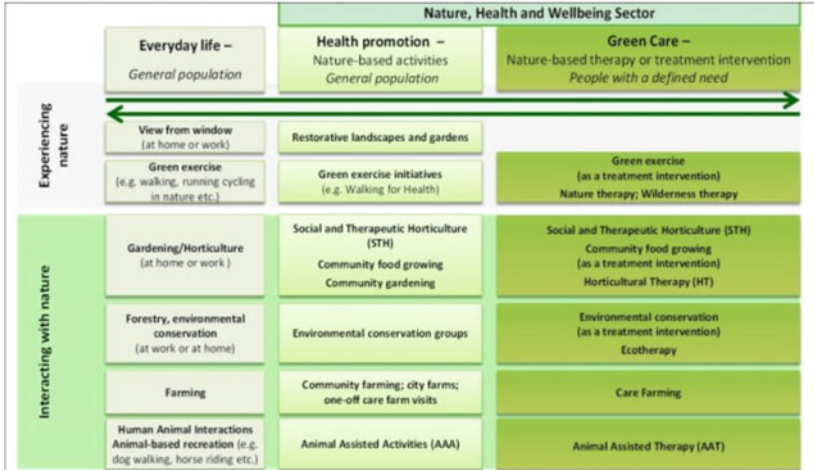 Nature, Health and Wellbeing Sector
Everyday life –
General population
Health promotion –
Nature-based activities
General population
Green Care –
Nature-based therapy or treatment intervention
People with a defined need
Experiencing
nature
View from window
(at home or work)
Restorative landscapes and gardens
Green exercise
(e.g. walking, running cycling
in nature etc.)
Green exercise initiatives
(e.g. Walking for Health)
Green exercise
(as a treatment intervention)
Nature therapy; Wilderness therapy
Interacting with nature
Gardening/Horticulture
(at home or work )
Social and Therapeutic Horticulture
(STH)
Community food growing
Community gardening
Social and Therapeutic Horticulture (STH)
Community food growing
(as a treatment intervention)
Horticultural Therapy (HT)
Forestry, environmental
conservation
(at work or at home)
Environmental conservation groups
Environmental conservation
(as a treatment intervention)
Ecotherapy
Farming
Community farming; city farms;
one-off care farm visits
Care Farming
Human Animal Interactions
Animal-based recreation (e.g.
dog walking, horse riding etc.)
Animal Assisted Activities (AAA)
Animal Assisted Therapy (AAT)